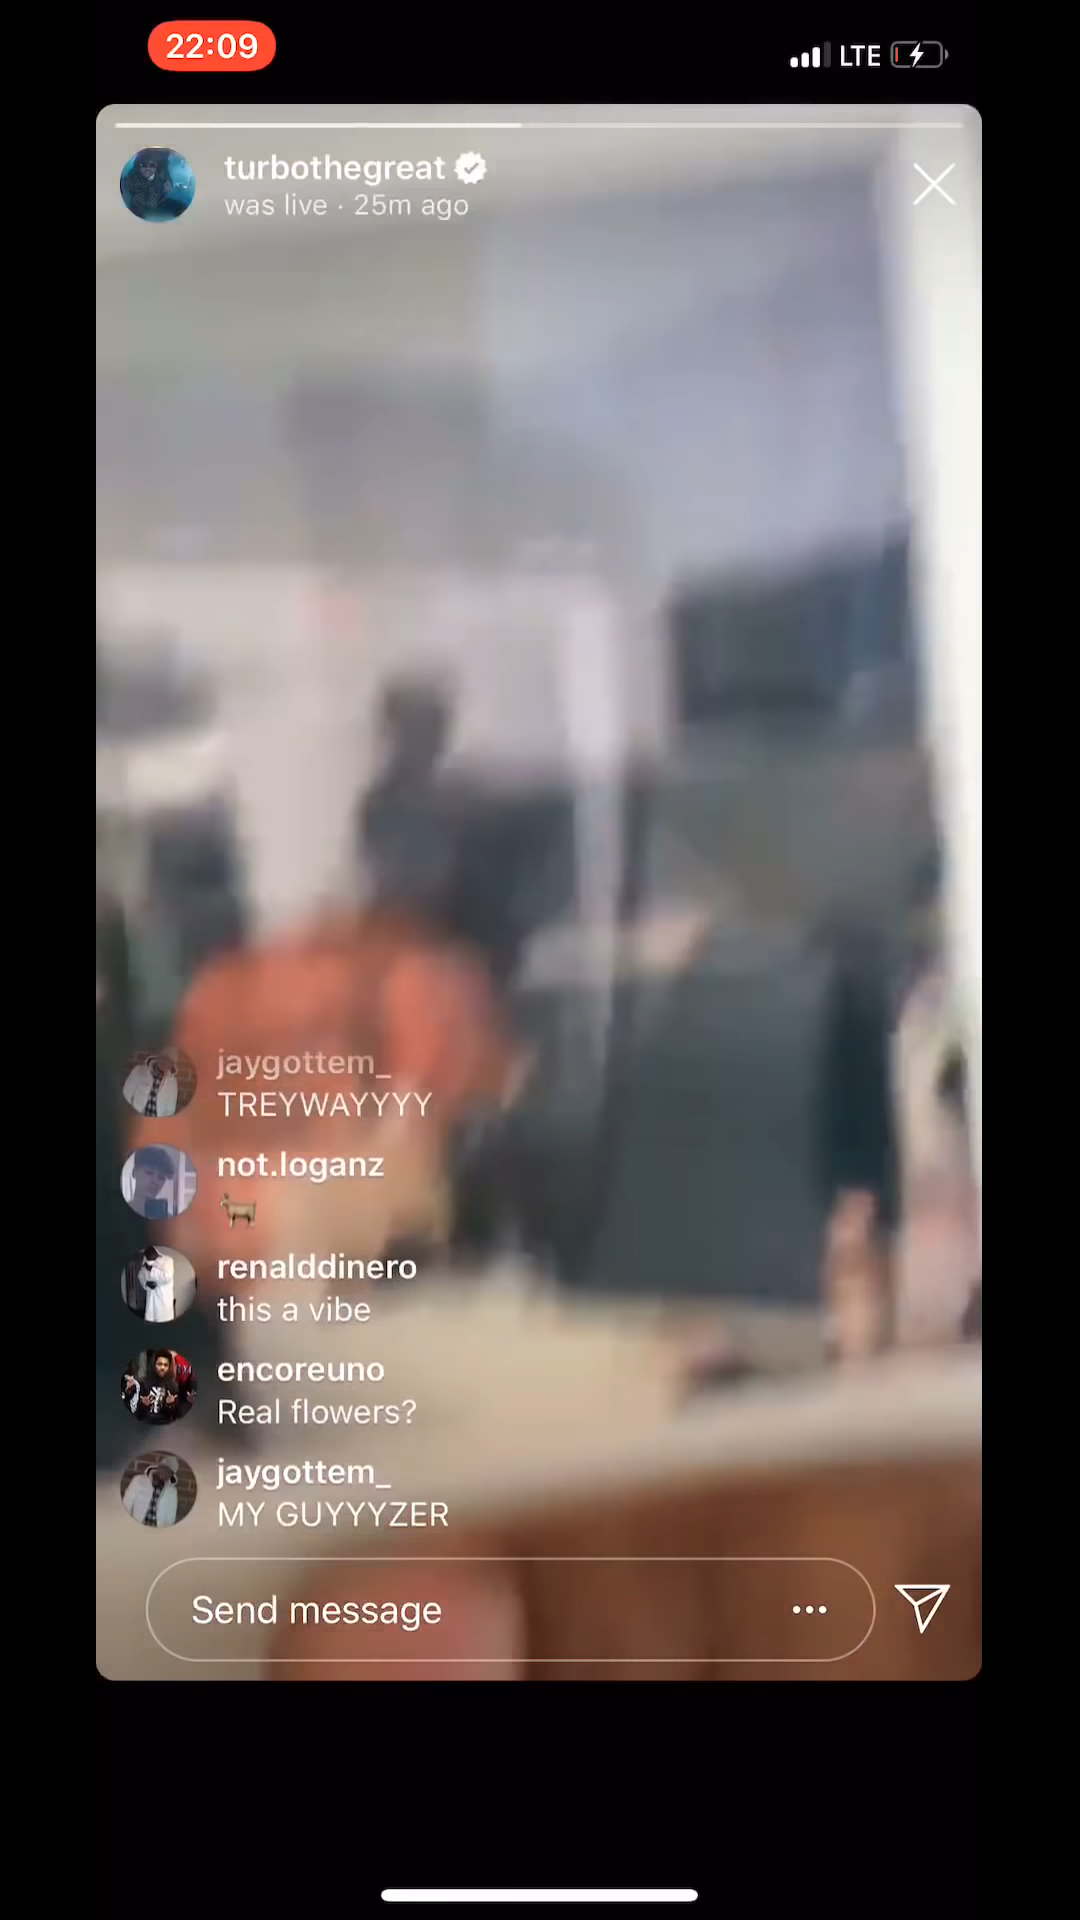 22:09
LTE
turbothegreat
was live · 25m ago
jaygottem_
TREYWAYYYY
not.loganz
🐐
renalddinero
this a vibe
encoreuno
Real flowers?
jaygottem_
MY GUYYYZER
Send message